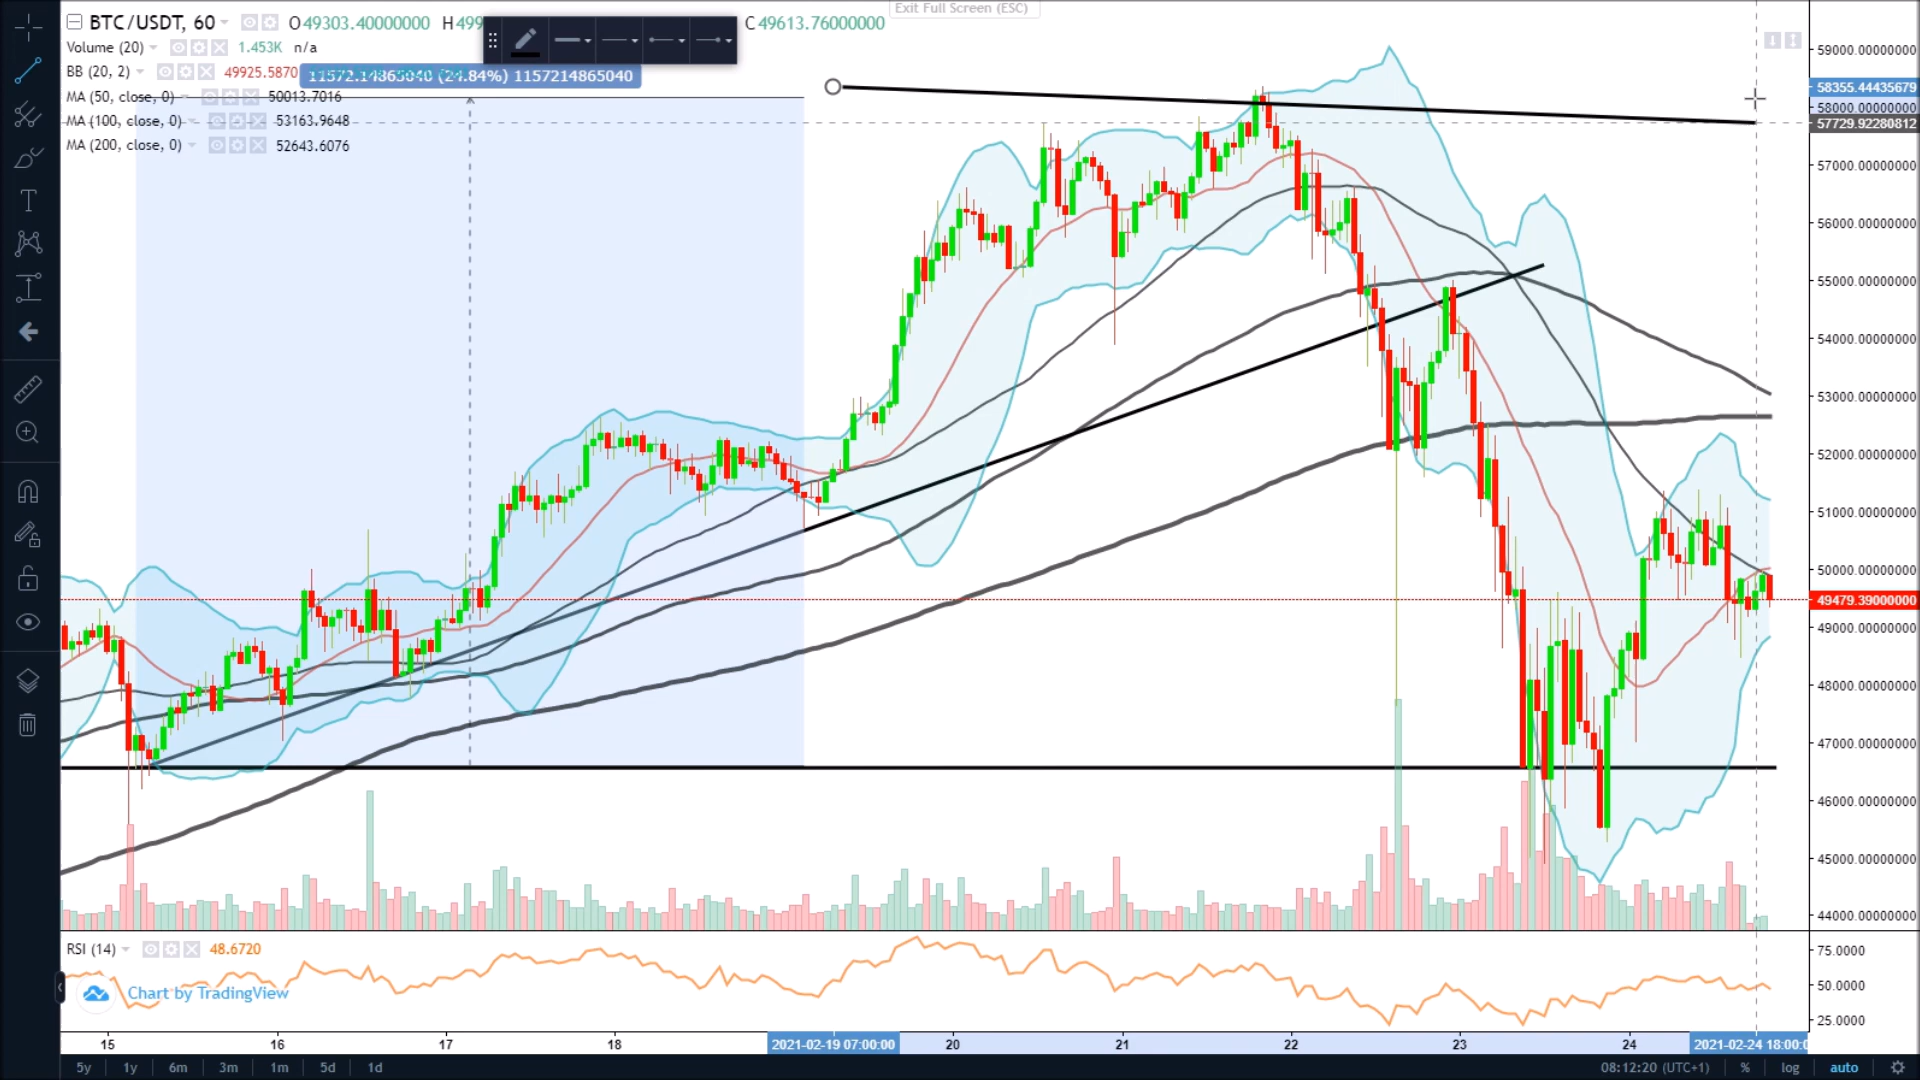 Exit Full Screen (ESC)
BTC/USDT, 60 O49303.40000000 H499 C49613.76000000
Volume (20) 1.453K n/a
BB (20, 2) 49925.5870
11572.14865040 (24.84%) 1157214865040
MA (50, close, 0) 50013.7016
MA (100, close, 0) 53163.9648
MA (200, close, 0) 52643.6076
59000.00000000
58355.44435679
58000.00000000
57729.92280812
57000.00000000
56000.00000000
55000.00000000
54000.00000000
53000.00000000
52000.00000000
51000.00000000
50000.00000000
49479.39000000
49000.00000000
48000.00000000
47000.00000000
46000.00000000
45000.00000000
44000.00000000
RSI (14) 48.6720
75.0000
50.0000
25.0000
Chart by TradingView
15 16 17 18 2021-02-19 07:00:00 20 21 22 23 24 2021-02-24 18:00:0
5y 1y 6m 3m 1m 5d 1d 08:12:20 (UTC+1) % log auto